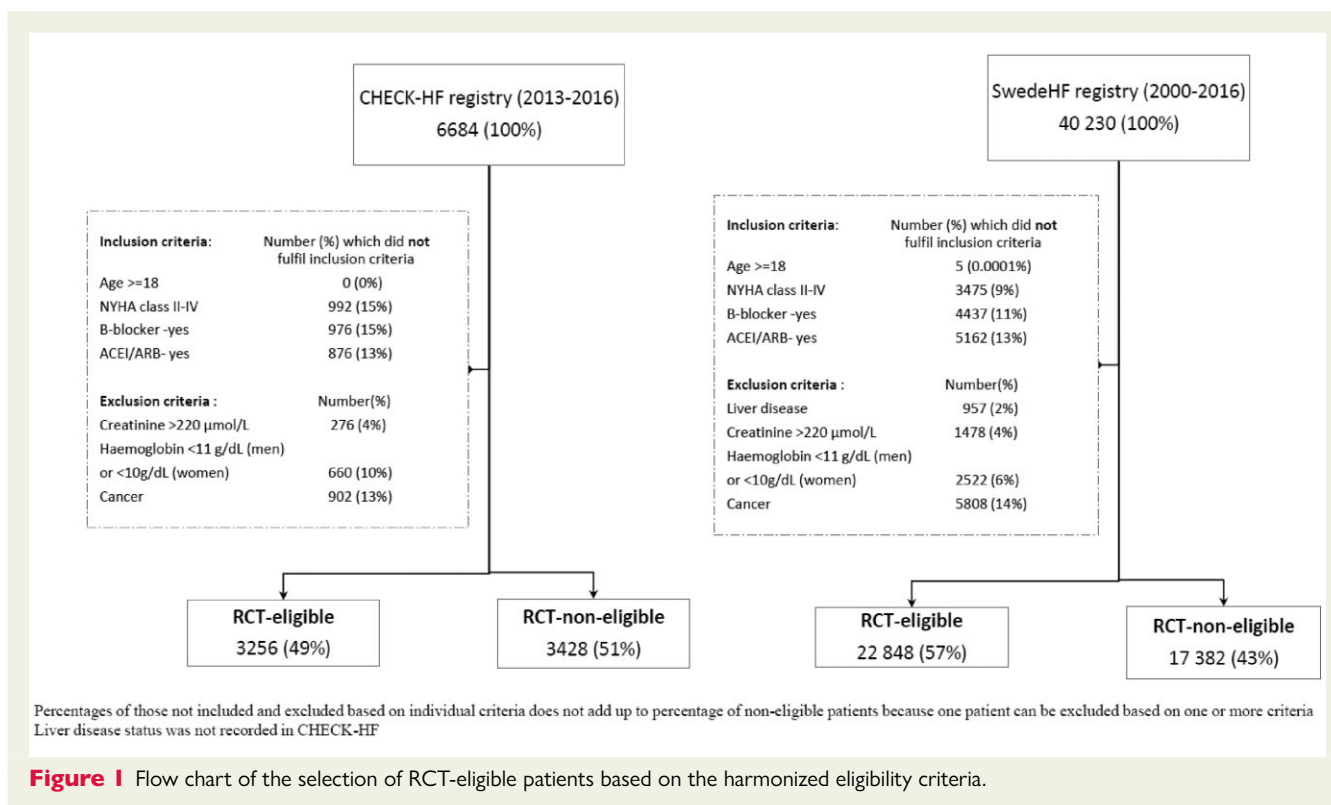 CHECK-HF registry (2013-2016)
6684 (100%)
SwedeHF registry (2000-2016)
40 230 (100%)
Inclusion criteria: Number (%) which did not
fulfil inclusion criteria
Age >=18 0 (0%)
NYHA class II-IV 992 (15%)
B-blocker -yes 976 (15%)
ACEI/ARB- yes 876 (13%)
Exclusion criteria : Number(%)
Creatinine >220 µmol/L 276 (4%)
Haemoglobin <11 g/dL (men)
or <10g/dL (women) 660 (10%)
Cancer 902 (13%)
Inclusion criteria: Number (%) which did not
fulfil inclusion criteria
Age >=18 5 (0.0001%)
NYHA class II-IV 3475 (9%)
B-blocker -yes 4437 (11%)
ACEI/ARB- yes 5162 (13%)
Exclusion criteria : Number(%)
Liver disease 957 (2%)
Creatinine >220 µmol/L 1478 (4%)
Haemoglobin <11 g/dL (men)
or <10g/dL (women) 2522 (6%)
Cancer 5808 (14%)
RCT-eligible
3256 (49%)
RCT-non-eligible
3428 (51%)
RCT-eligible
22 848 (57%)
RCT-non-eligible
17 382 (43%)
Percentages of those not included and excluded based on individual criteria does not add up to percentage of non-eligible patients because one patient can be excluded based on one or more criteria
Liver disease status was not recorded in CHECK-HF
Figure 1 Flow chart of the selection of RCT-eligible patients based on the harmonized eligibility criteria.